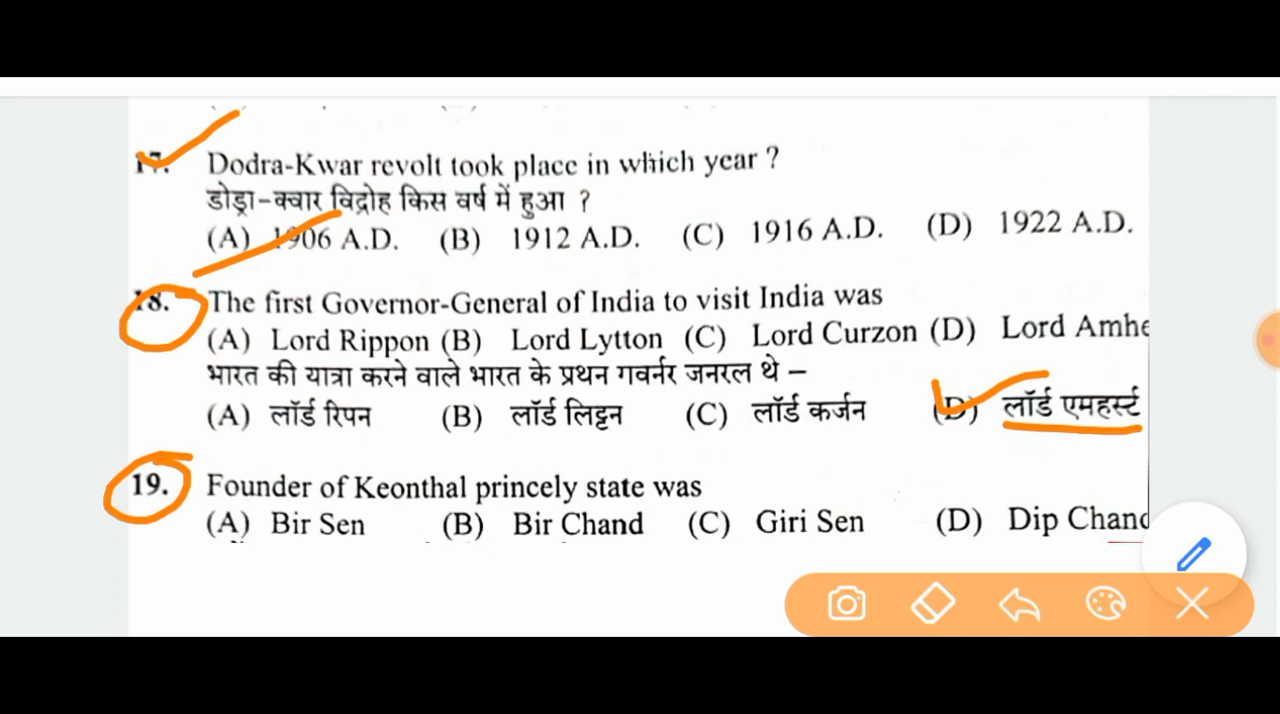 17. Dodra-Kwar revolt took place in which year ?
डोड्रा-क्वार विद्रोह किस वर्ष में हुआ ?
(A) 1906 A.D. (B) 1912 A.D. (C) 1916 A.D. (D) 1922 A.D.
18. The first Governor-General of India to visit India was
(A) Lord Rippon (B) Lord Lytton (C) Lord Curzon (D) Lord Amhe
भारत की यात्रा करने वाले भारत के प्रथन गवर्नर जनरल थे –
(A) लॉर्ड रिपन (B) लॉर्ड लिट्टन (C) लॉर्ड कर्जन (D) लॉर्ड एमहर्स्ट
19. Founder of Keonthal princely state was
(A) Bir Sen (B) Bir Chand (C) Giri Sen (D) Dip Chand